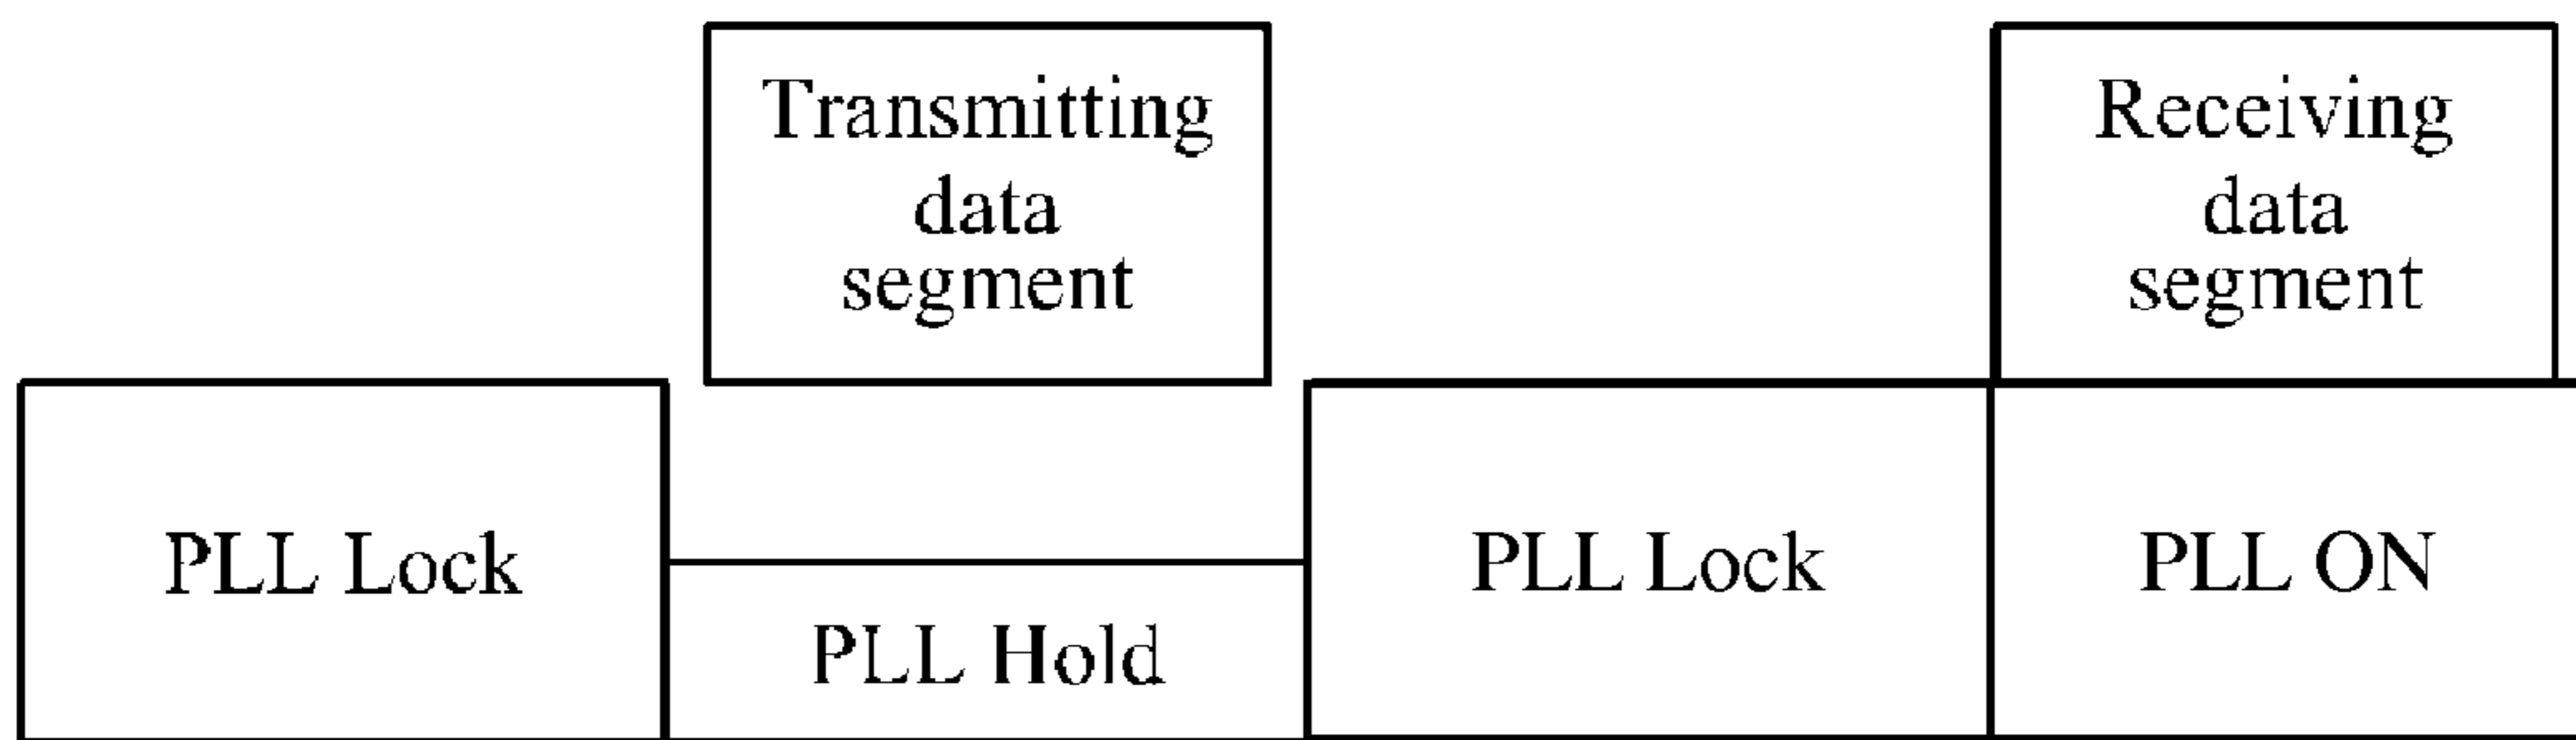 Transmitting
data
segment
Receiving
data
segment
PLL Lock
PLL Hold
PLL Lock
PLL ON